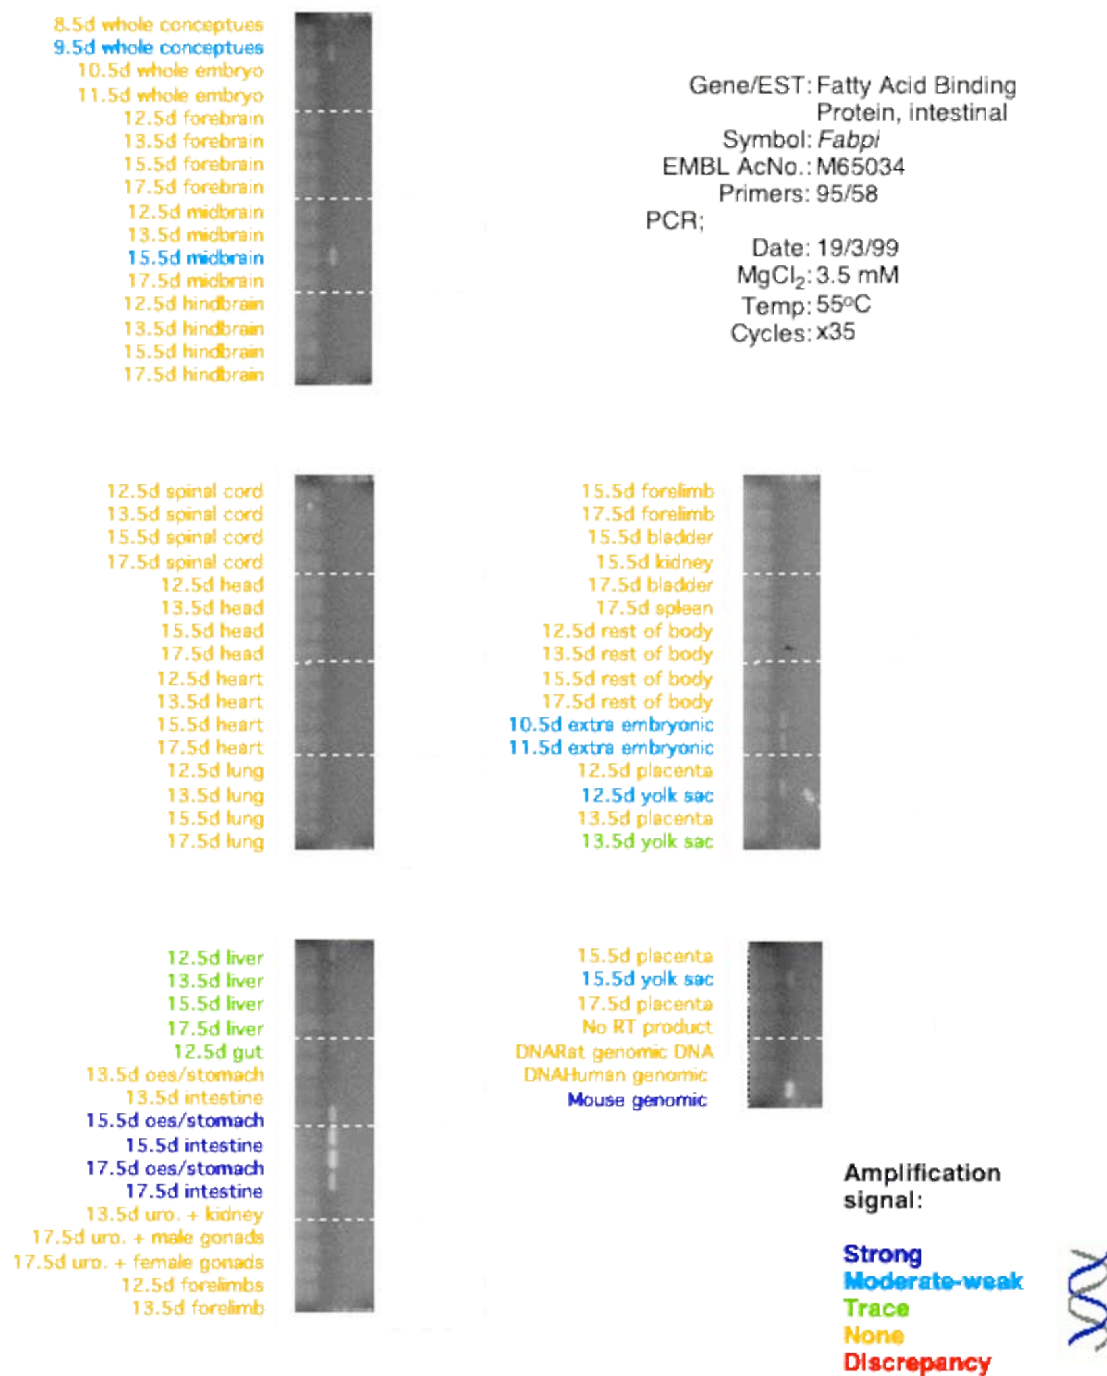 8.5d whole conceptues
9.5d whole conceptues
10.5d whole embryo
11.5d whole embryo
12.5d forebrain
13.5d forebrain
15.5d forebrain
17.5d forebrain
12.5d midbrain
13.5d midbrain
15.5d midbrain
17.5d midbrain
12.5d hindbrain
13.5d hindbrain
15.5d hindbrain
17.5d hindbrain
Gene/EST: Fatty Acid Binding
Protein, intestinal
Symbol: Fabpi
EMBL AcNo.: M65034
Primers: 95/58
PCR;
Date: 19/3/99
MgCl2: 3.5 mM
Temp: 55°C
Cycles: x35
12.5d spinal cord
13.5d spinal cord
15.5d spinal cord
17.5d spinal cord
12.5d head
13.5d head
15.5d head
17.5d head
12.5d heart
13.5d heart
15.5d heart
17.5d heart
12.5d lung
13.5d lung
15.5d lung
17.5d lung
15.5d forelimb
17.5d forelimb
15.5d bladder
15.5d kidney
17.5d bladder
17.5d spleen
12.5d rest of body
13.5d rest of body
15.5d rest of body
17.5d rest of body
10.5d extra embryonic
11.5d extra embryonic
12.5d placenta
12.5d yolk sac
13.5d placenta
13.5d yolk sac
12.5d liver
13.5d liver
15.5d liver
17.5d liver
12.5d gut
13.5d oes/stomach
13.5d intestine
15.5d oes/stomach
15.5d intestine
17.5d oes/stomach
17.5d intestine
13.5d uro. + kidney
17.5d uro. + male gonads
17.5d uro. + female gonads
12.5d forelimbs
13.5d forelimb
15.5d placenta
15.5d yolk sac
17.5d placenta
No RT product
DNARat genomic DNA
DNAHuman genomic
Mouse genomic
Amplification
signal:
Strong
Moderate-weak
Trace
None
Discrepancy